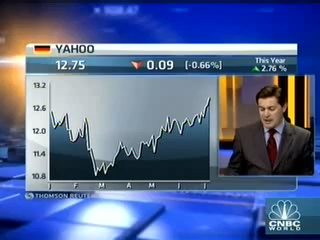 YAHOO
12.75 0.09 [-0.66%]
This Year
2.76 %
13.2
12.6
12.0
11.4
10.8
J F M A M J J
THOMSON REUTERS
CNBC
WORLD